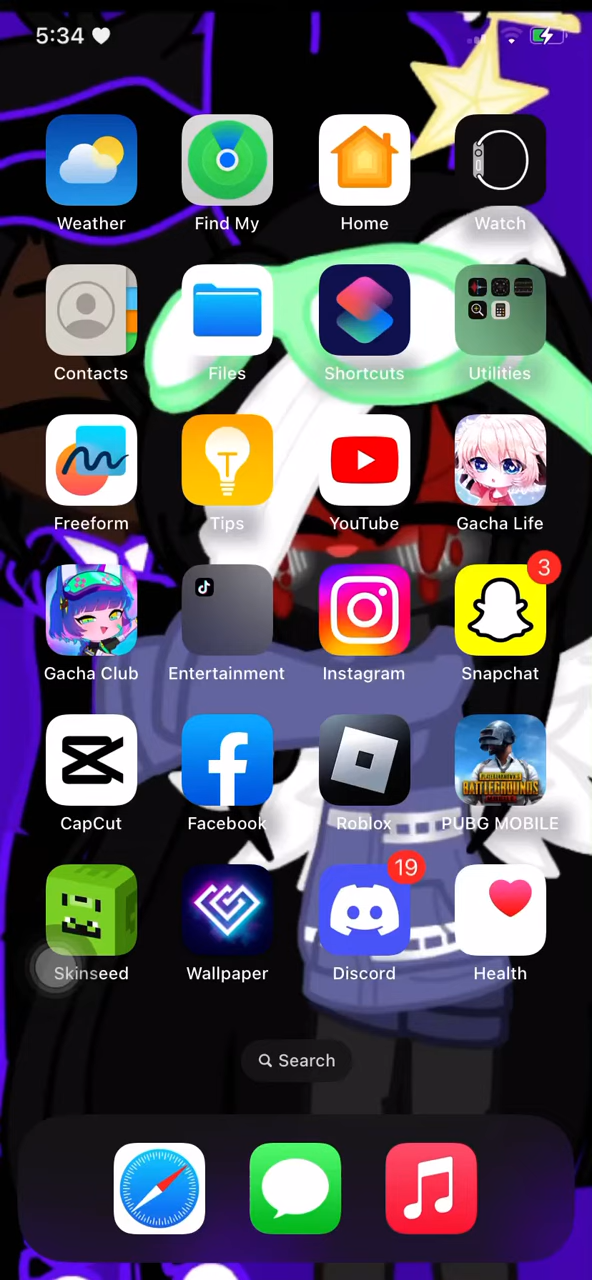 5:34
Weather
Find My
Home
Watch
Contacts
Files
Shortcuts
Utilities
Freeform
Tips
YouTube
Gacha Life
3
Gacha Club
Entertainment
Instagram
Snapchat
CapCut
Facebook
Roblox
BATTLEGROUNDS
PUBG MOBILE
19
Skinseed
Wallpaper
Discord
Health
Search